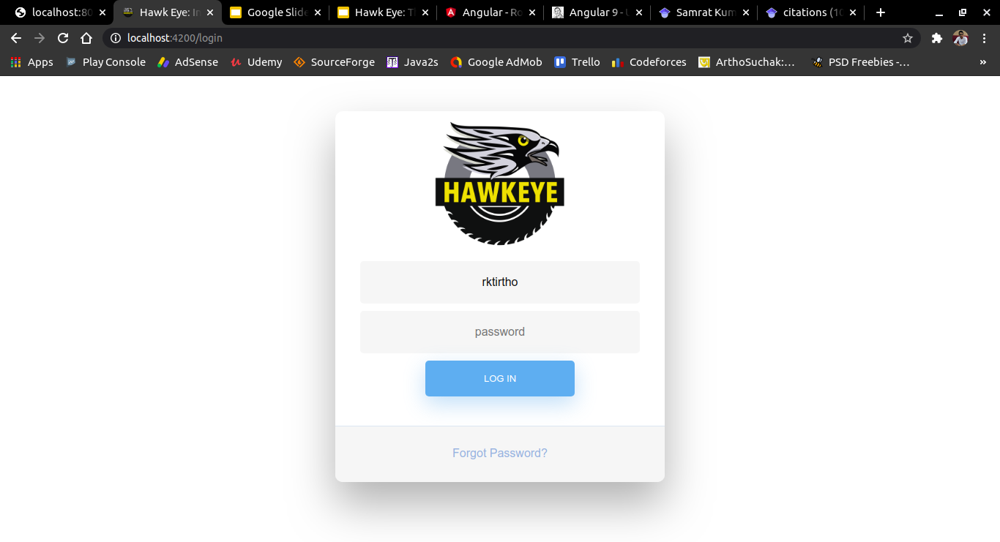 localhost:80 Hawk Eye: In Google Slide Hawk Eye: Th Angular - Ro Angular 9 - U Samrat Kum citations (10
localhost:4200/login
Apps Play Console AdSense Udemy SourceForge Java2s Google AdMob Trello Codeforces ArthoSuchak:... PSD Freebies -... »
HAWKEYE
rktirtho
password
LOG IN
Forgot Password?